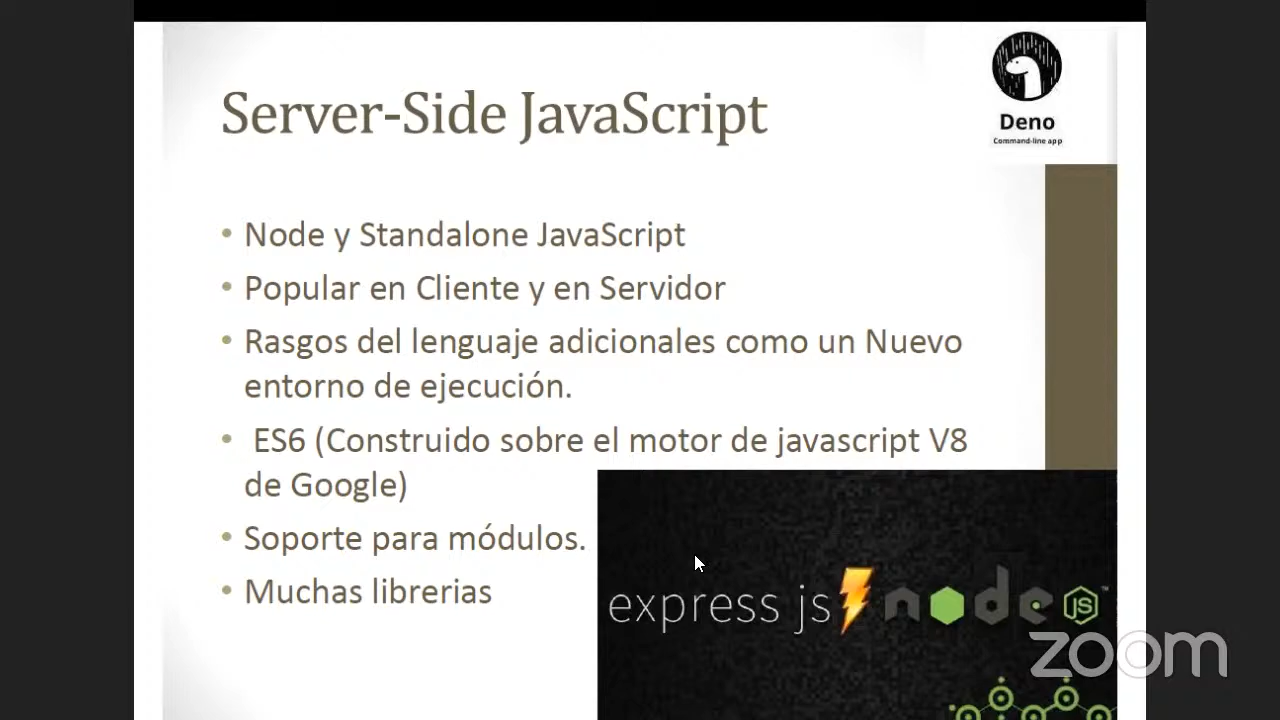 Server-Side JavaScript
Deno
Command-line app
• Node y Standalone JavaScript
• Popular en Cliente y en Servidor
• Rasgos del lenguaje adicionales como un Nuevo
entorno de ejecución.
• ES6 (Construido sobre el motor de javascript V8
de Google)
• Soporte para módulos.
• Muchas librerias
express js node JS ™
zoom